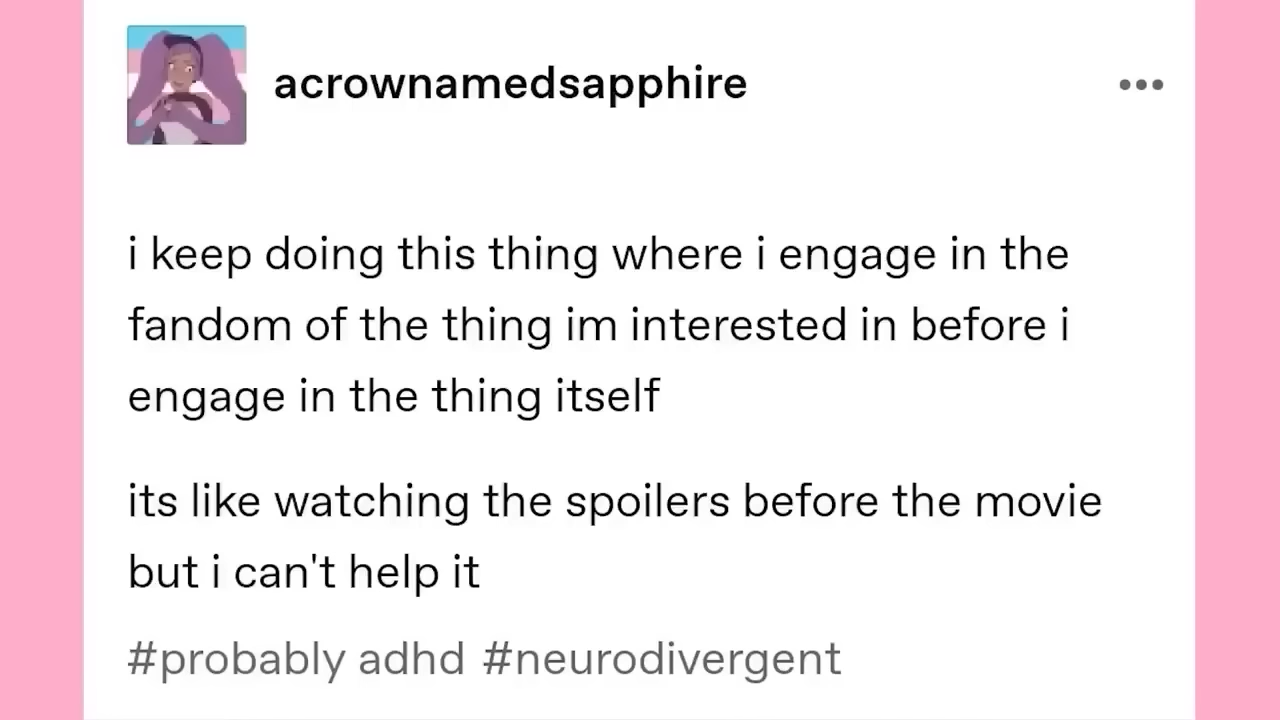 acrownamedsapphire
i keep doing this thing where i engage in the
fandom of the thing im interested in before i
engage in the thing itself
its like watching the spoilers before the movie
but i can't help it
#probably adhd #neurodivergent